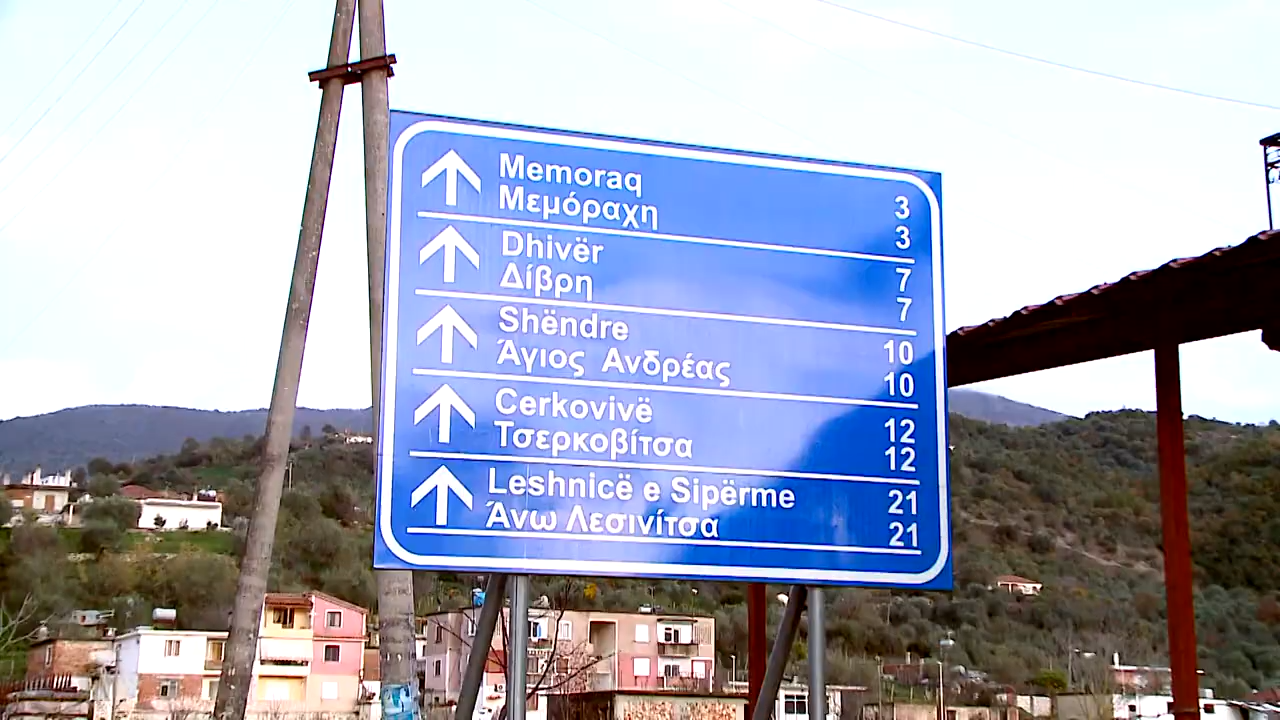 Memoraq 3
Μεμόραχη 3
Dhivër 7
Δίβρη 7
Shëndre 10
Άγιος Ανδρέας 10
Cerkovivë 12
Τσερκοβίτσα 12
Leshnicë e Sipërme 21
Άνω Λεσινίτσα 21